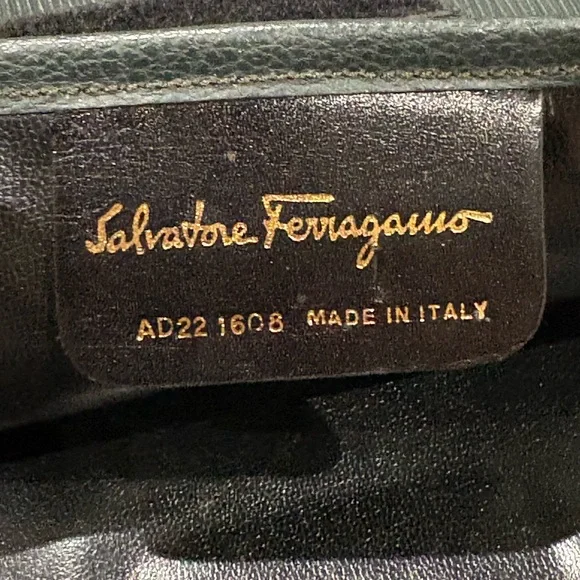 Salvatore Ferragamo
AD22 1608 MADE IN ITALY